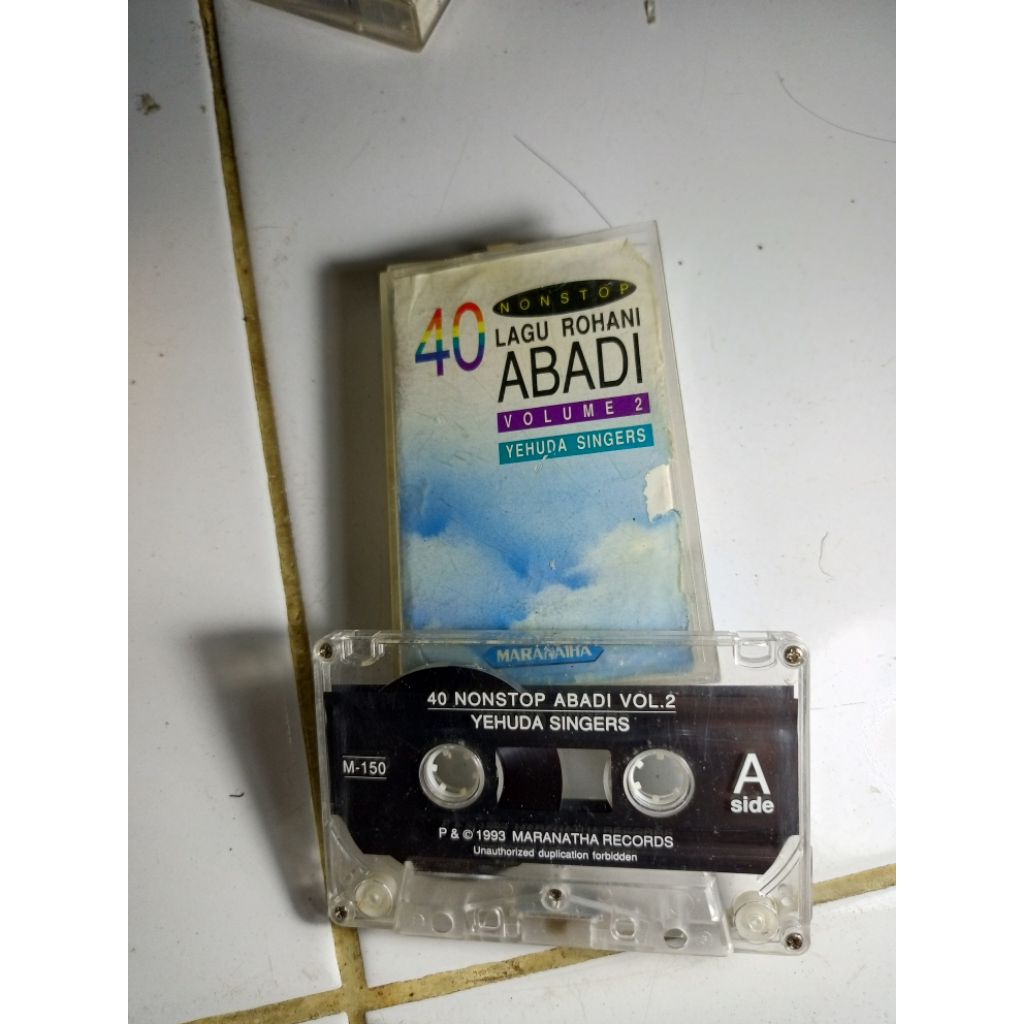 NONSTOP
40 LAGU ROHANI
ABADI
VOLUME 2
YEHUDA SINGERS
MARANATHA
40 NONSTOP ABADI VOL.2
YEHUDA SINGERS
M-150
A
side
P & © 1993 MARANATHA RECORDS
Unauthorized duplication forbidden